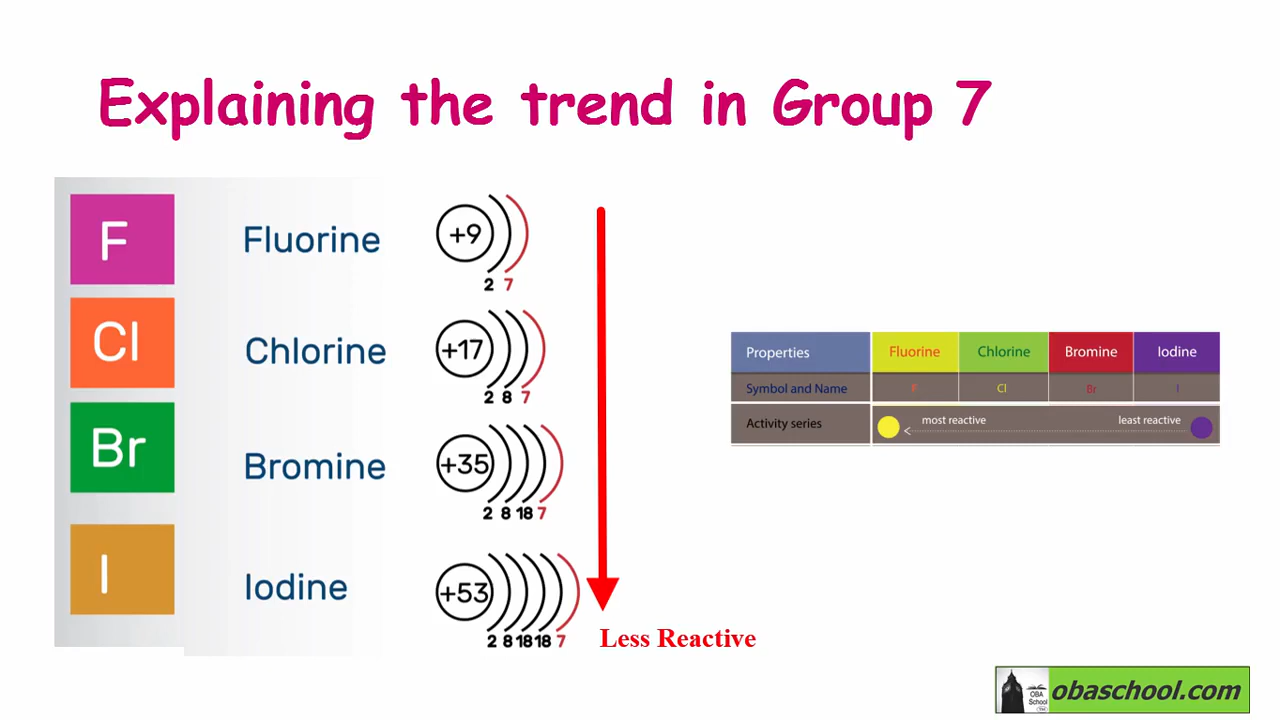 Explaining the trend in Group 7
F Fluorine +9
2 7
Cl Chlorine +17
2 8 7
Br Bromine +35
2 8 18 7
I Iodine +53
2 8 18 18 7
Less Reactive
Properties Fluorine Chlorine Bromine Iodine
Symbol and Name F Cl Br I
Activity series most reactive least reactive
OBA
School
obaschool.com